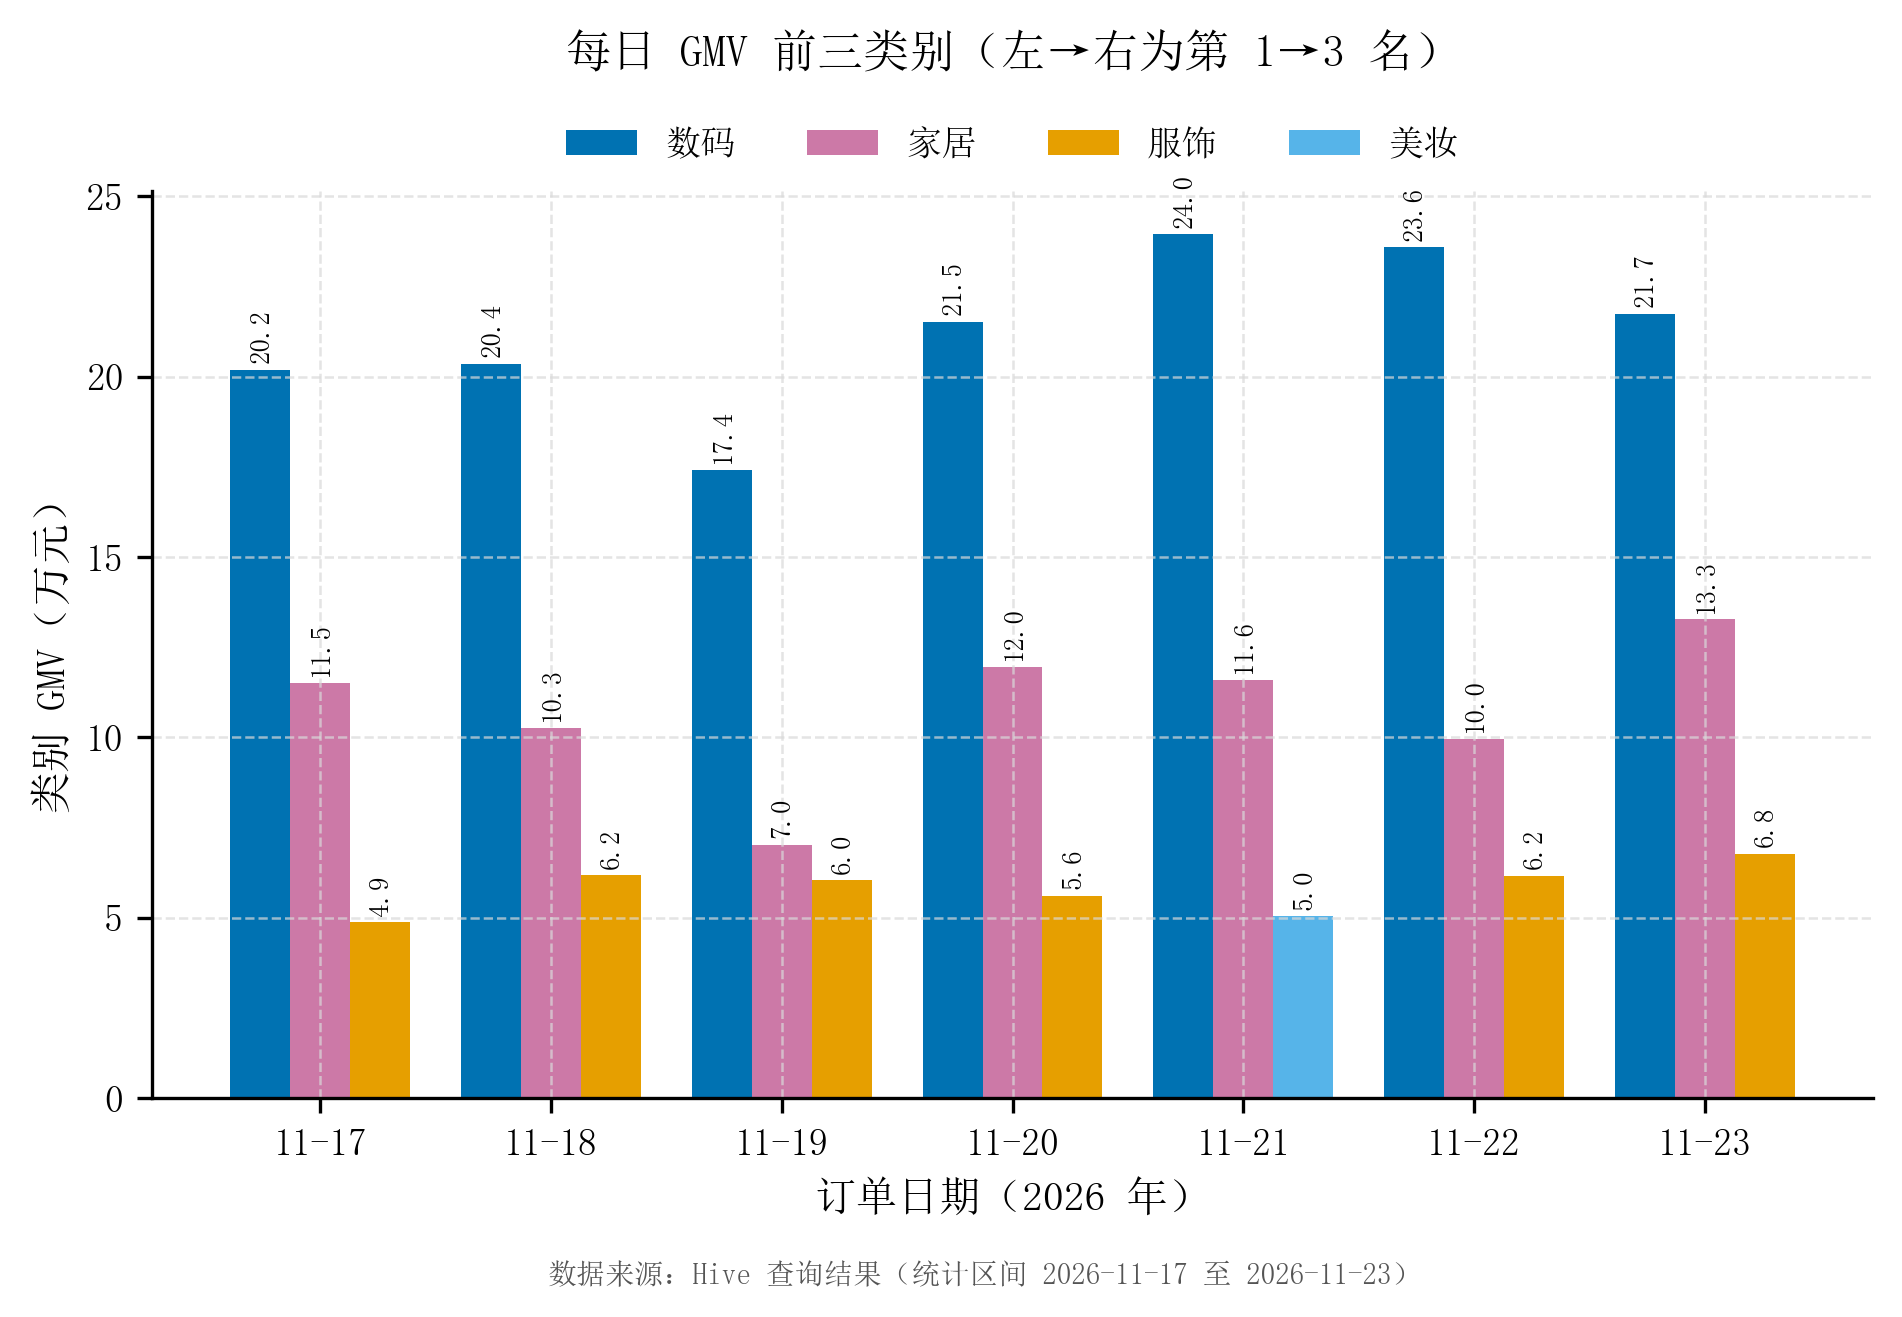 每日 GMV 前三类别（左→右为第 1→3 名）
数码 家居 服饰 美妆
类别 GMV（万元）
25
20
15
10
5
0
20.2 11.5 4.9
20.4 10.3 6.2
17.4 7.0 6.0
21.5 12.0 5.6
24.0 11.6 5.0
23.6 10.0 6.2
21.7 13.3 6.8
11-17 11-18 11-19 11-20 11-21 11-22 11-23
订单日期（2026 年）
数据来源：Hive 查询结果（统计区间 2026-11-17 至 2026-11-23）